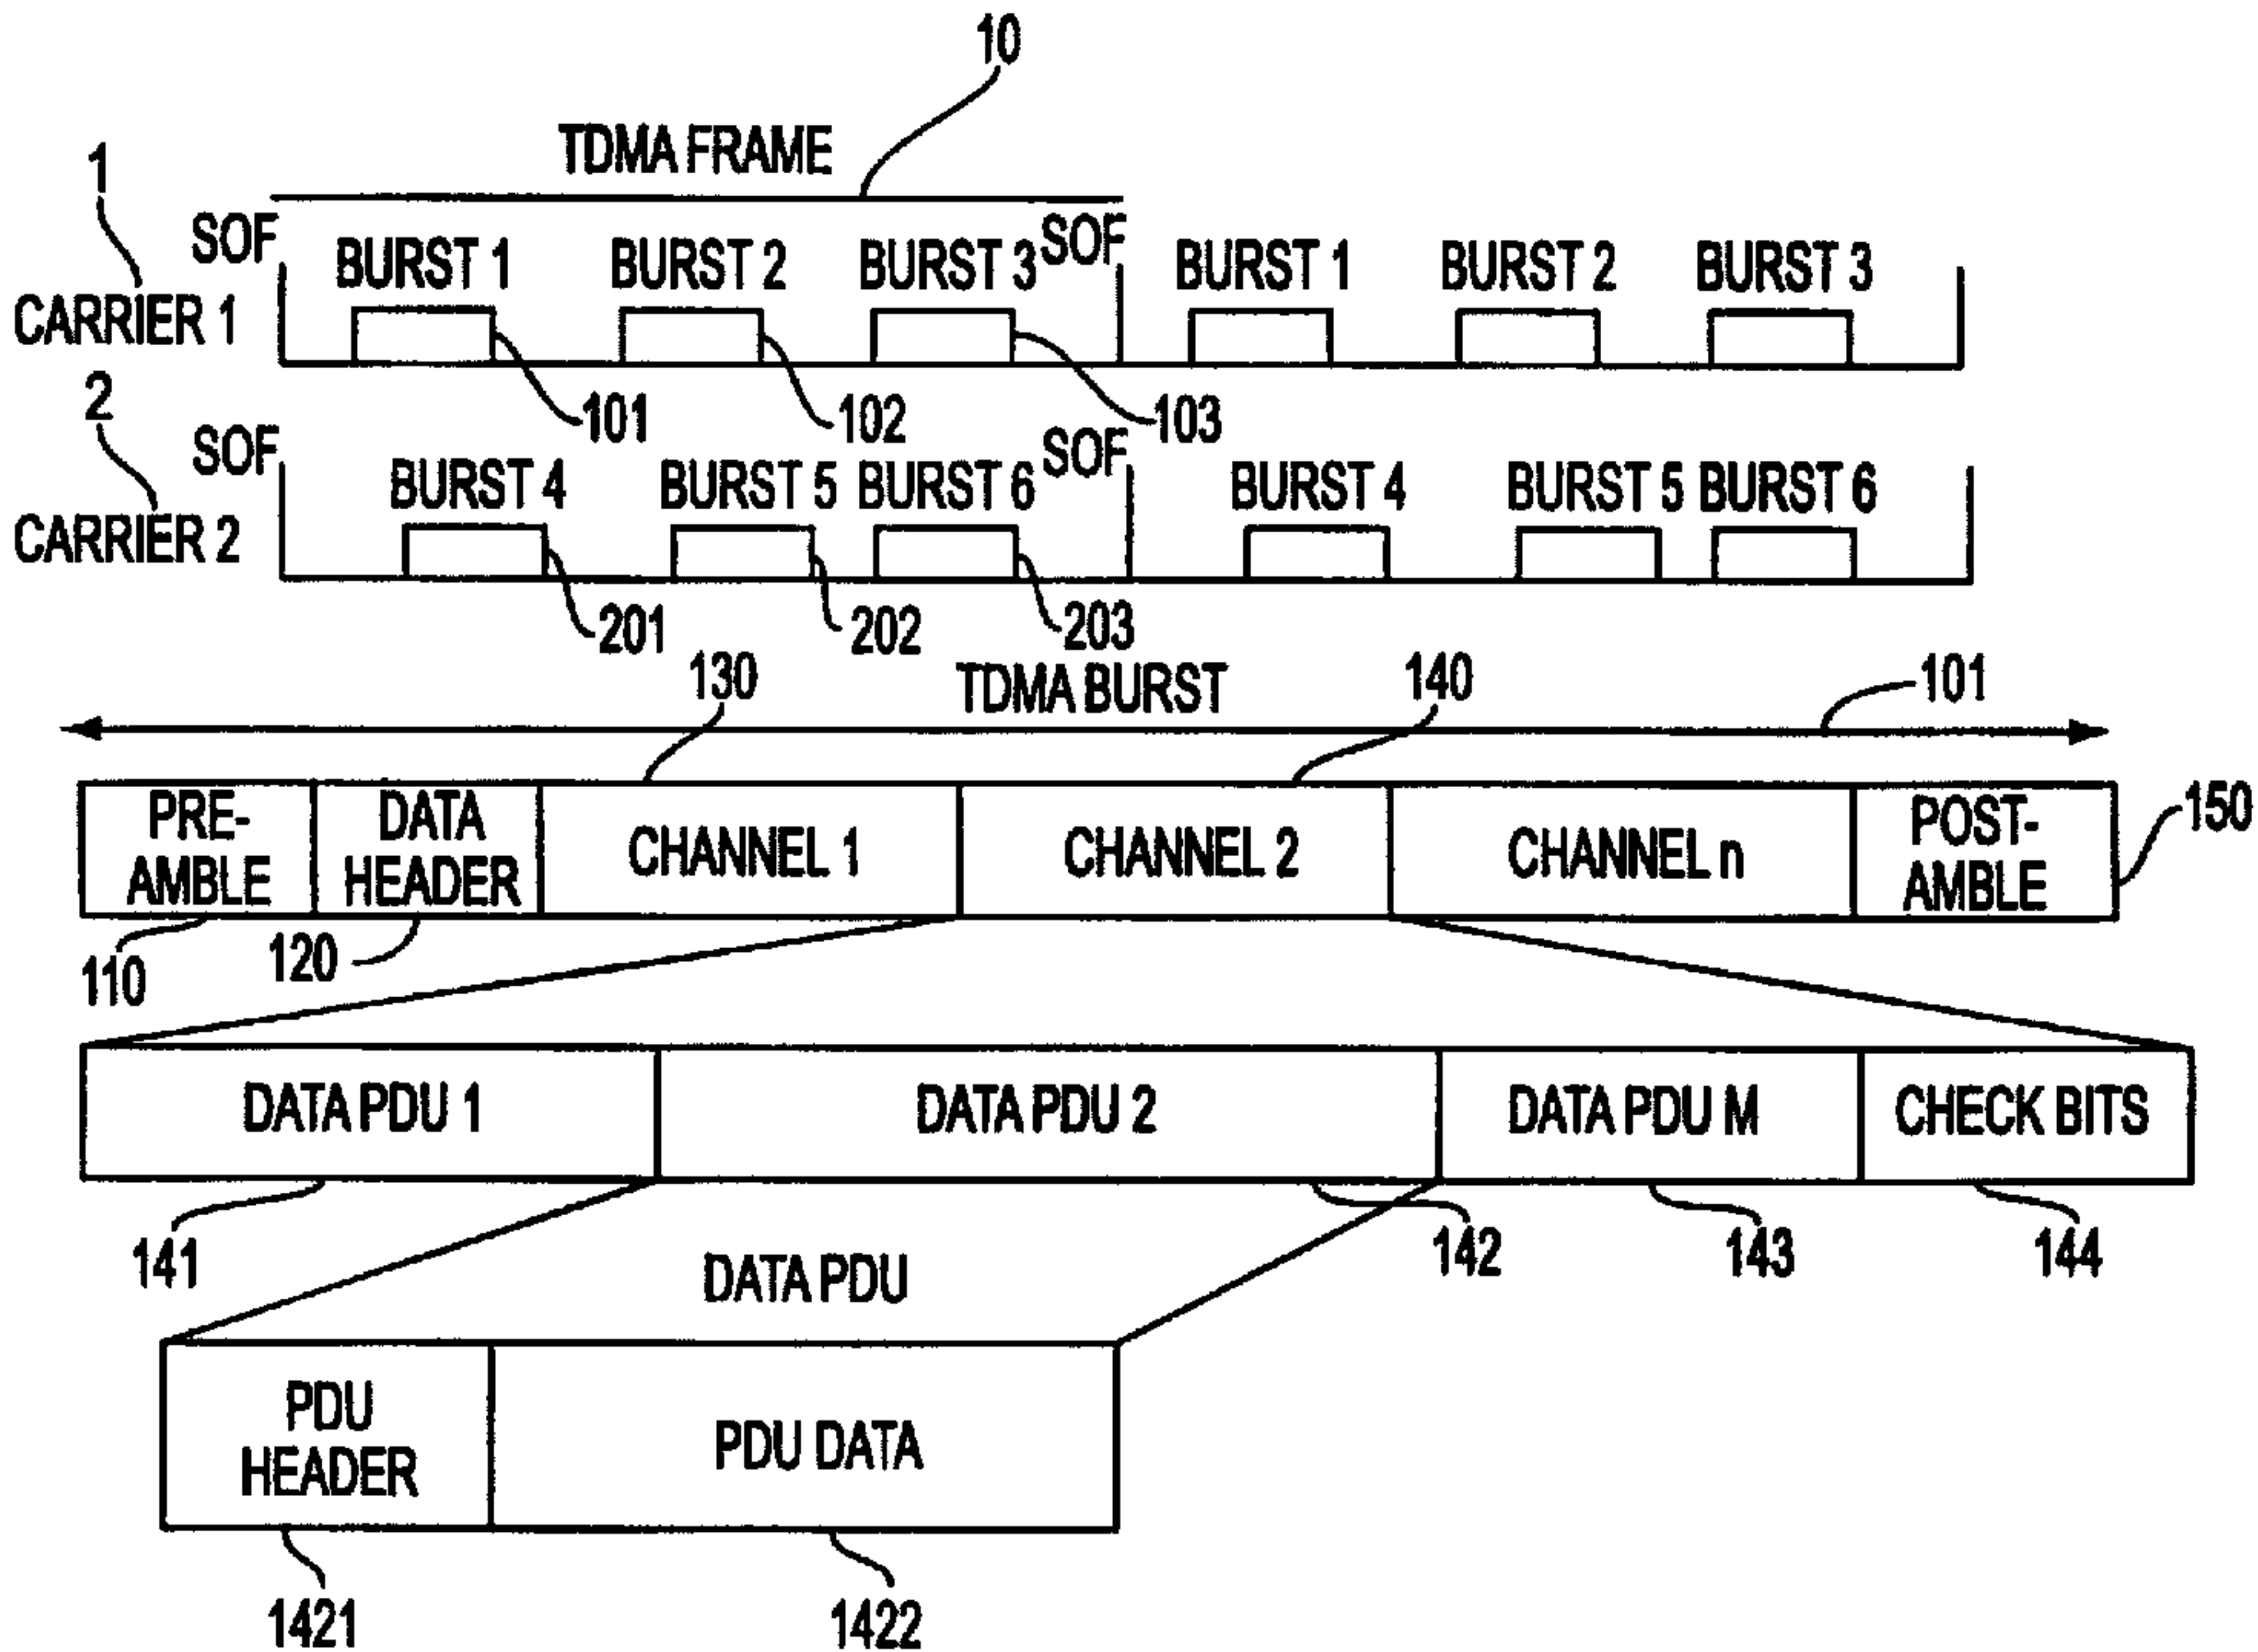 10
TDMA FRAME
1
SOF BURST 1 BURST 2 BURST 3 SOF BURST 1 BURST 2 BURST 3
CARRIER 1
101 102 103
2
SOF BURST 4 BURST 5 BURST 6 SOF BURST 4 BURST 5 BURST 6
CARRIER 2
201 202 203
130 TDMA BURST 140 101
PRE-
AMBLE
DATA
HEADER
CHANNEL 1
CHANNEL 2
CHANNEL n
POST-
AMBLE
150
110 120
DATA PDU 1 DATA PDU 2 DATA PDU M CHECK BITS
141 142 143 144
DATA PDU
PDU
HEADER
PDU DATA
1421 1422